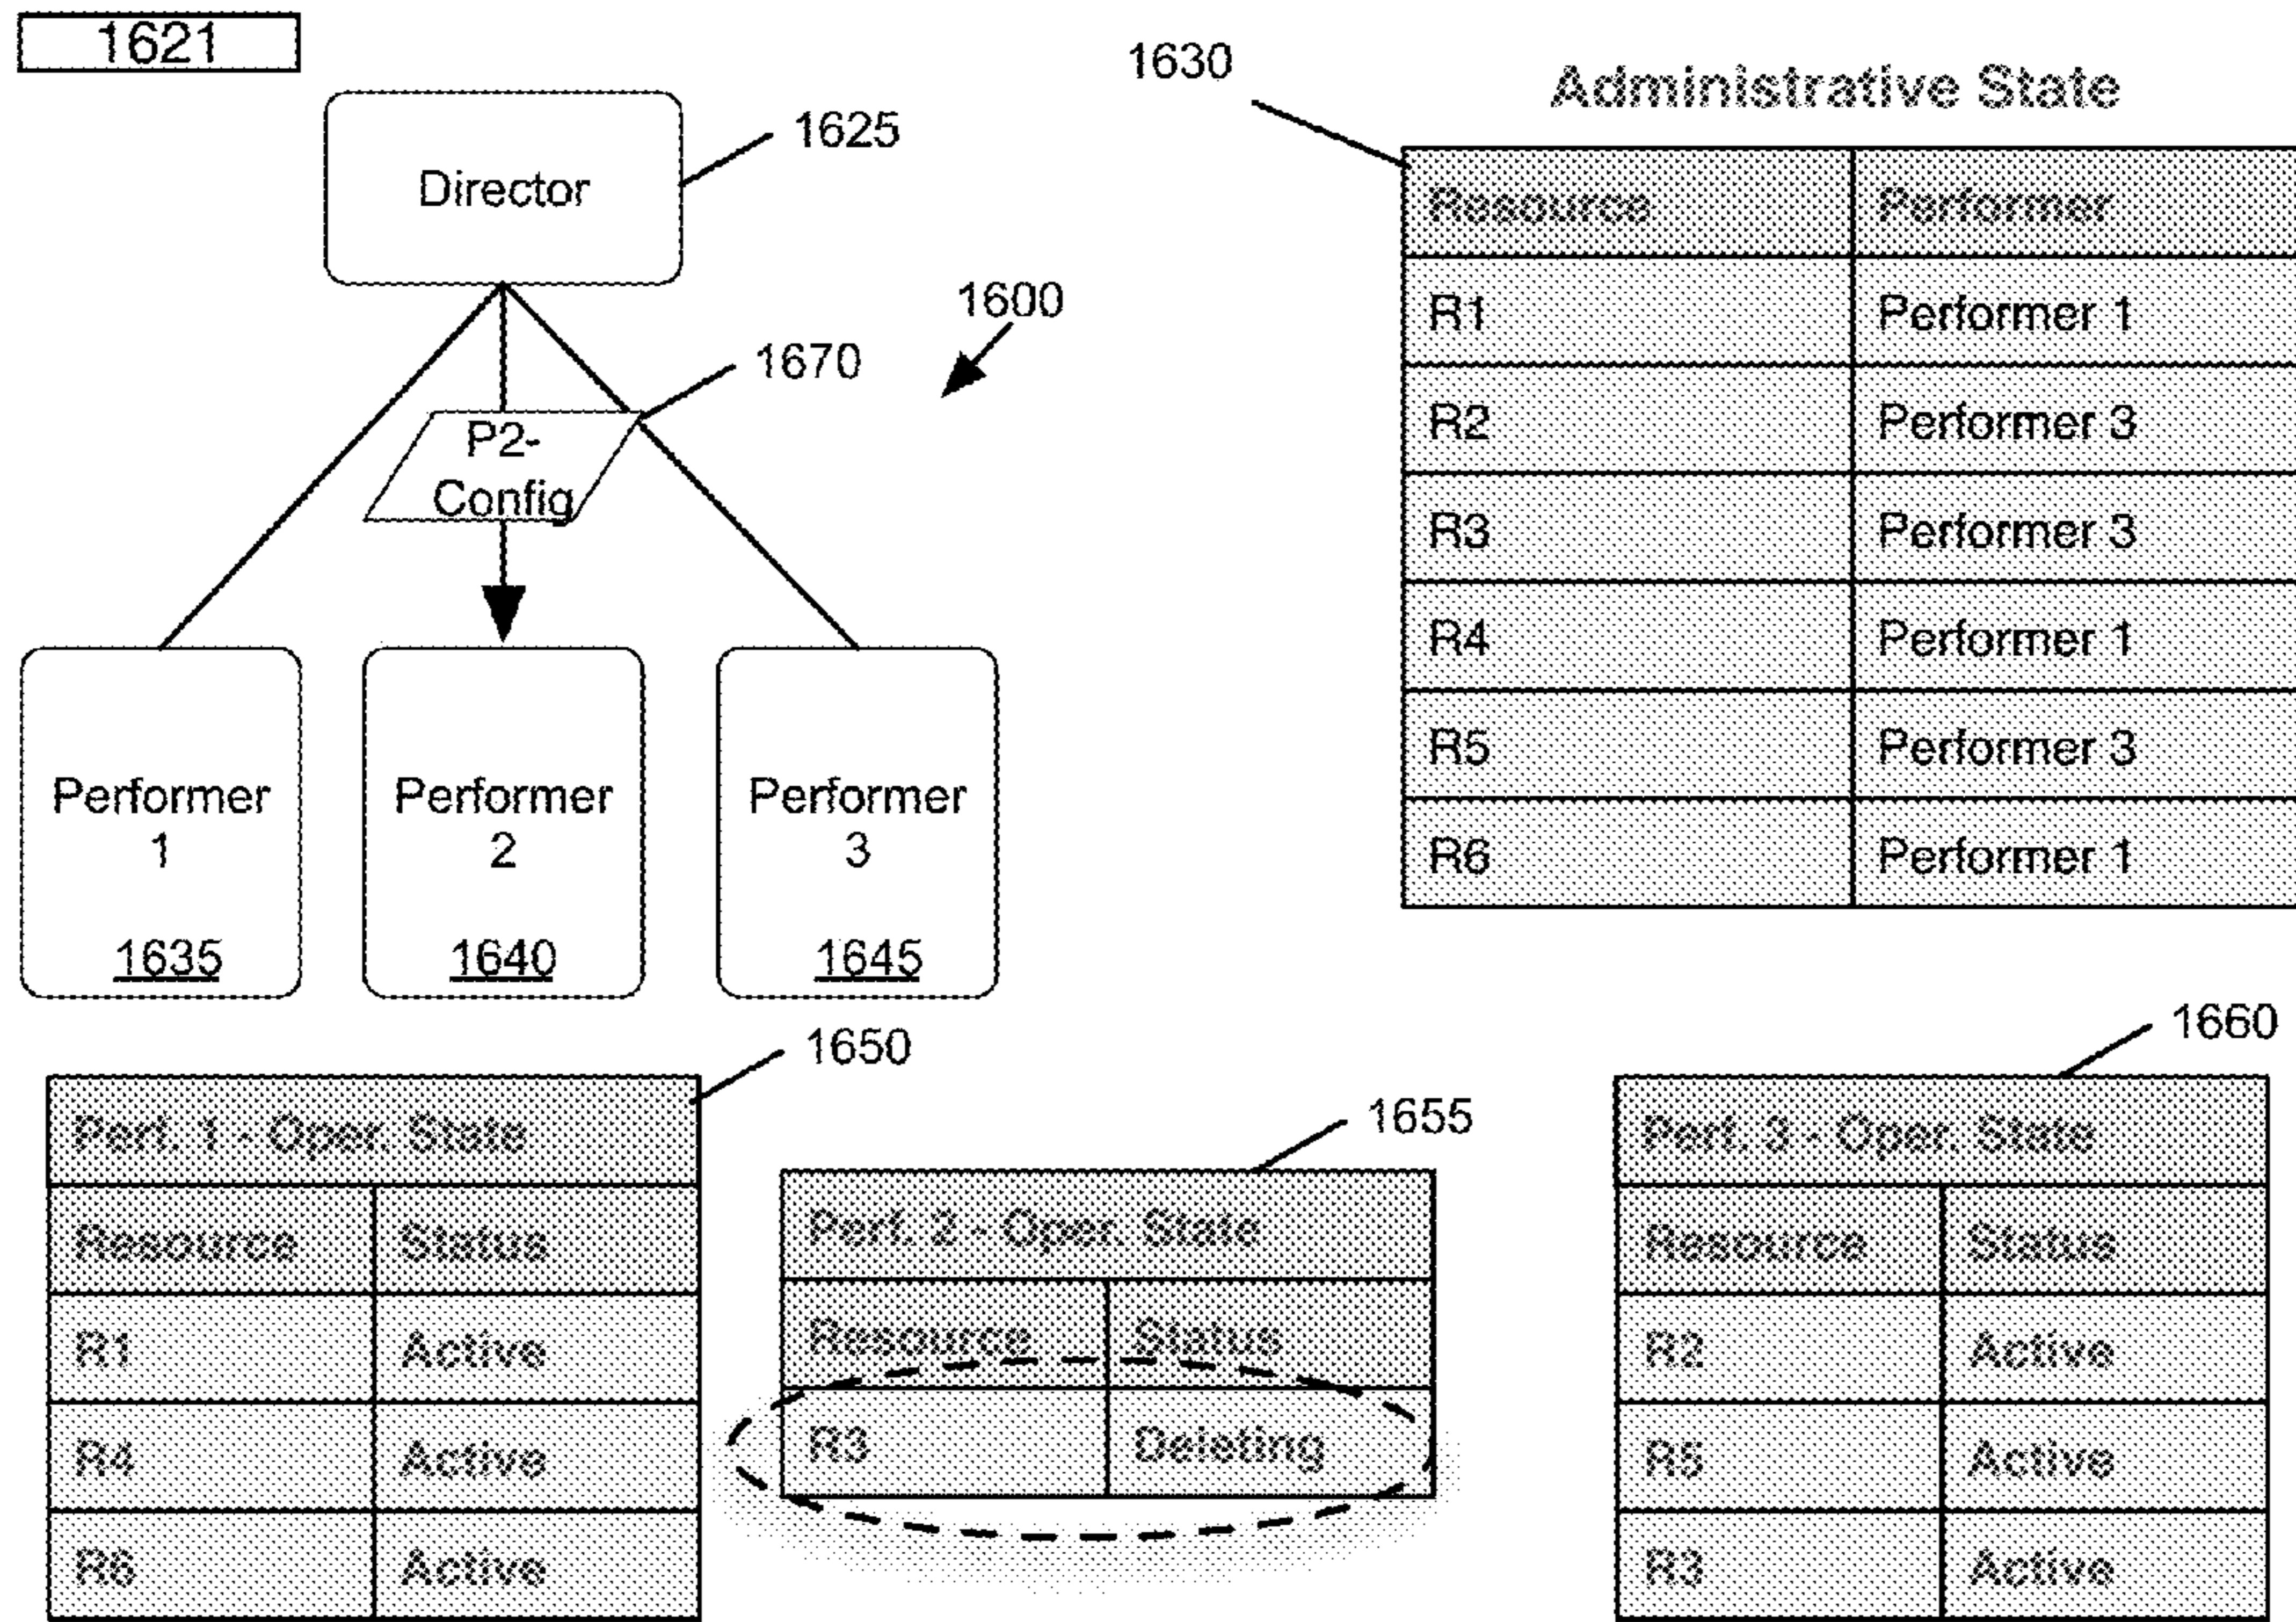 1621
1630
Administrative State
1625
Director
Resource Performer
1600
R1 Performer 1
1670
P2-
Config
R2 Performer 3
R3 Performer 3
R4 Performer 1
R5 Performer 3
R6 Performer 1
Performer
1
1635
Performer
2
1640
Performer
3
1645
1650
Perf. 1 - Oper. State
Resource Status
R1 Active
R4 Active
R6 Active
1655
Perf. 2 - Oper. State
Resource Status
R3 Deleting
1660
Perf. 3 - Oper. State
Resource Status
R2 Active
R5 Active
R3 Active